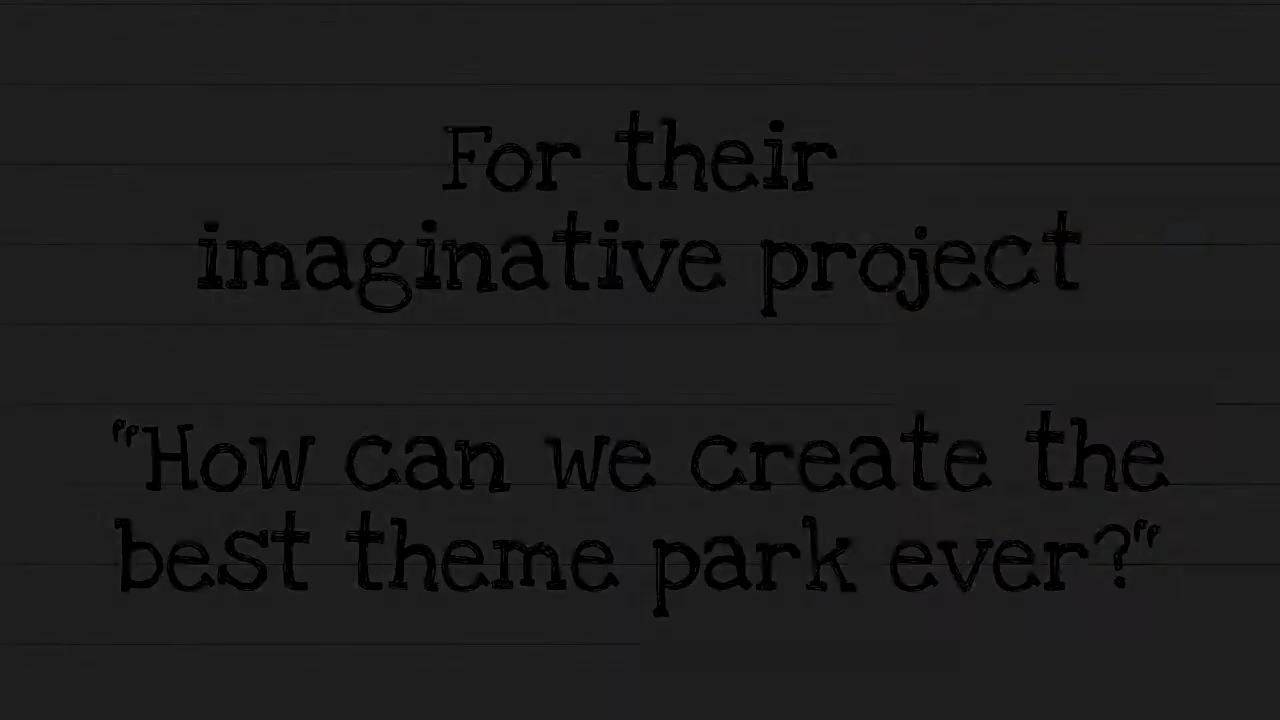 For their
imaginative project
"How can we create the
best theme park ever?"